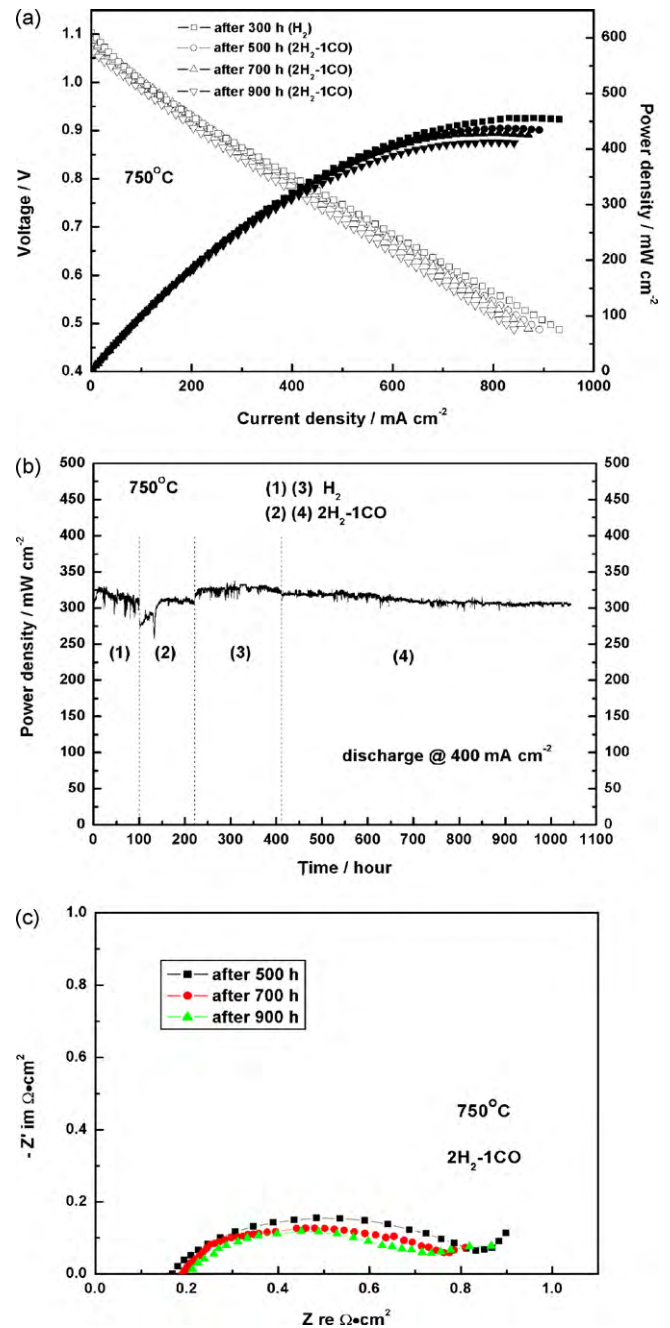 (a)
after 300 h (H₂)
after 500 h (2H₂-1CO)
after 700 h (2H₂-1CO)
after 900 h (2H₂-1CO)
750°C
Voltage / V
1.1
1.0
0.9
0.8
0.7
0.6
0.5
0.4
Power density / mW cm⁻²
600
500
400
300
200
100
0
0 200 400 600 800 1000
Current density / mA cm⁻²
(b)
750°C
(1) (3) H₂
(2) (4) 2H₂-1CO
Power density / mW cm⁻²
500
450
400
350
300
250
200
150
100
50
0
500
450
400
350
300
250
200
150
100
50
0
(1) (2) (3) (4)
discharge @ 400 mA cm⁻²
0 100 200 300 400 500 600 700 800 900 1000 1100
Time / hour
(c)
after 500 h
after 700 h
after 900 h
750°C
2H₂-1CO
- Z' im Ω•cm²
1.0
0.8
0.6
0.4
0.2
0.0
0.0 0.2 0.4 0.6 0.8 1.0
Z re Ω•cm²